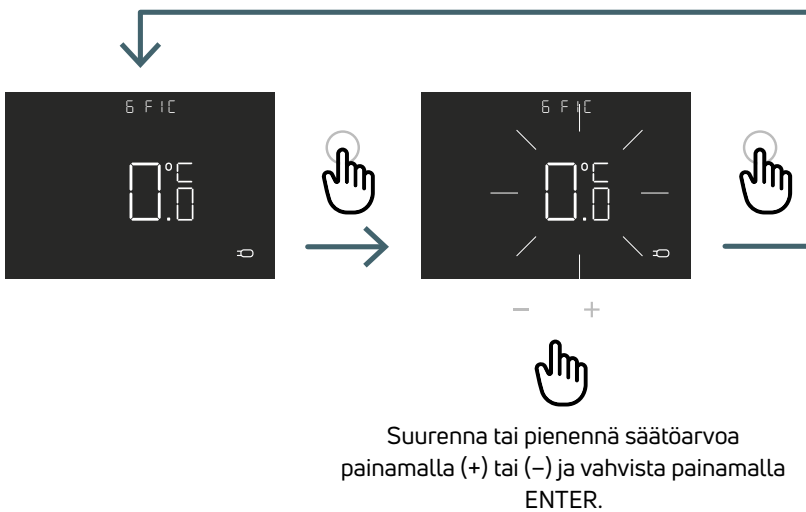 6 FIC
0.0 °C
6 FIC
0.0 °C
− +
Suurenna tai pienennä säätöarvoa
painamalla (+) tai (−) ja vahvista painamalla
ENTER.